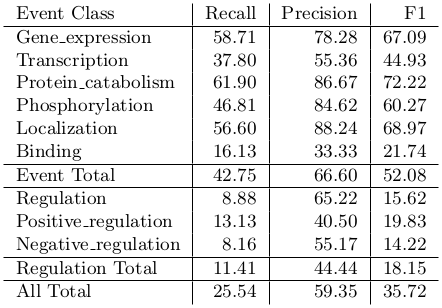 Event Class Recall Precision F1
Gene_expression 58.71 78.28 67.09
Transcription 37.80 55.36 44.93
Protein_catabolism 61.90 86.67 72.22
Phosphorylation 46.81 84.62 60.27
Localization 56.60 88.24 68.97
Binding 16.13 33.33 21.74
Event Total 42.75 66.60 52.08
Regulation 8.88 65.22 15.62
Positive_regulation 13.13 40.50 19.83
Negative_regulation 8.16 55.17 14.22
Regulation Total 11.41 44.44 18.15
All Total 25.54 59.35 35.72